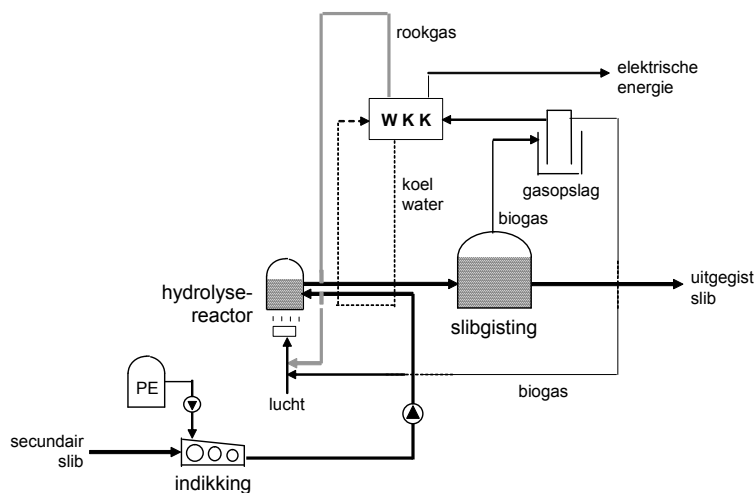 rookgas
elektrische
energie
W K K
koel
water
gasopslag
biogas
hydrolyse-
reactor
slibgisting
uitgegist
slib
PE
lucht
biogas
secundair
slib
indikking